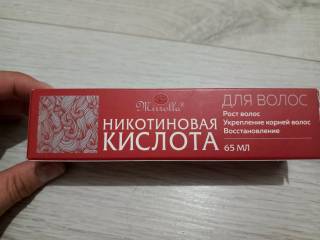 Mirrolla®
НИКОТИНОВАЯ
КИСЛОТА
ДЛЯ ВОЛОС
Рост волос
Укрепление корней волос
Восстановление
65 МЛ